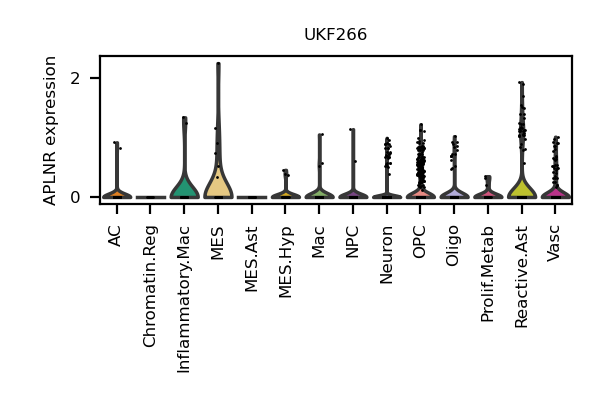 UKF266
APLNR expression
2
0
AC
Chromatin.Reg
Inflammatory.Mac
MES
MES.Ast
MES.Hyp
Mac
NPC
Neuron
OPC
Oligo
Prolif.Metab
Reactive.Ast
Vasc